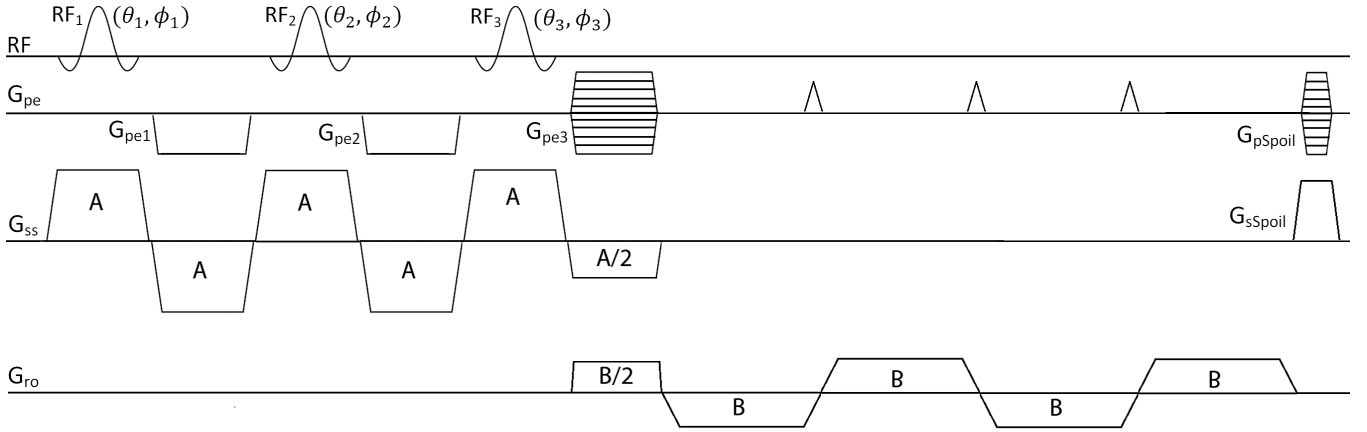 RF₁ (θ₁, ϕ₁) RF₂ (θ₂, ϕ₂) RF₃ (θ₃, ϕ₃)
RF
Gpe
Gpe1 Gpe2 Gpe3 GpSpoil
A A A
Gss GsSpoil
A A A/2
Gro B/2 B B
B B